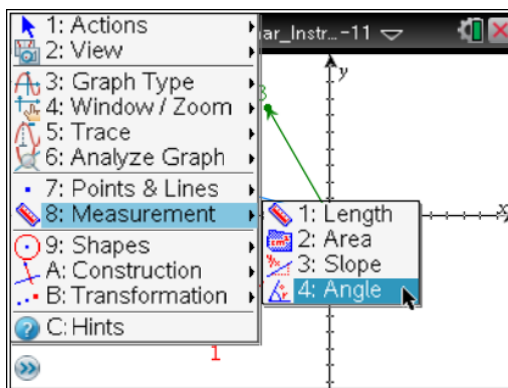 1: Actions
2: View
3: Graph Type
4: Window / Zoom
5: Trace
6: Analyze Graph
7: Points & Lines
8: Measurement
9: Shapes
A: Construction
B: Transformation
C: Hints
ar_Instr...-11
y
x
1: Length
2: Area
3: Slope
4: Angle
1